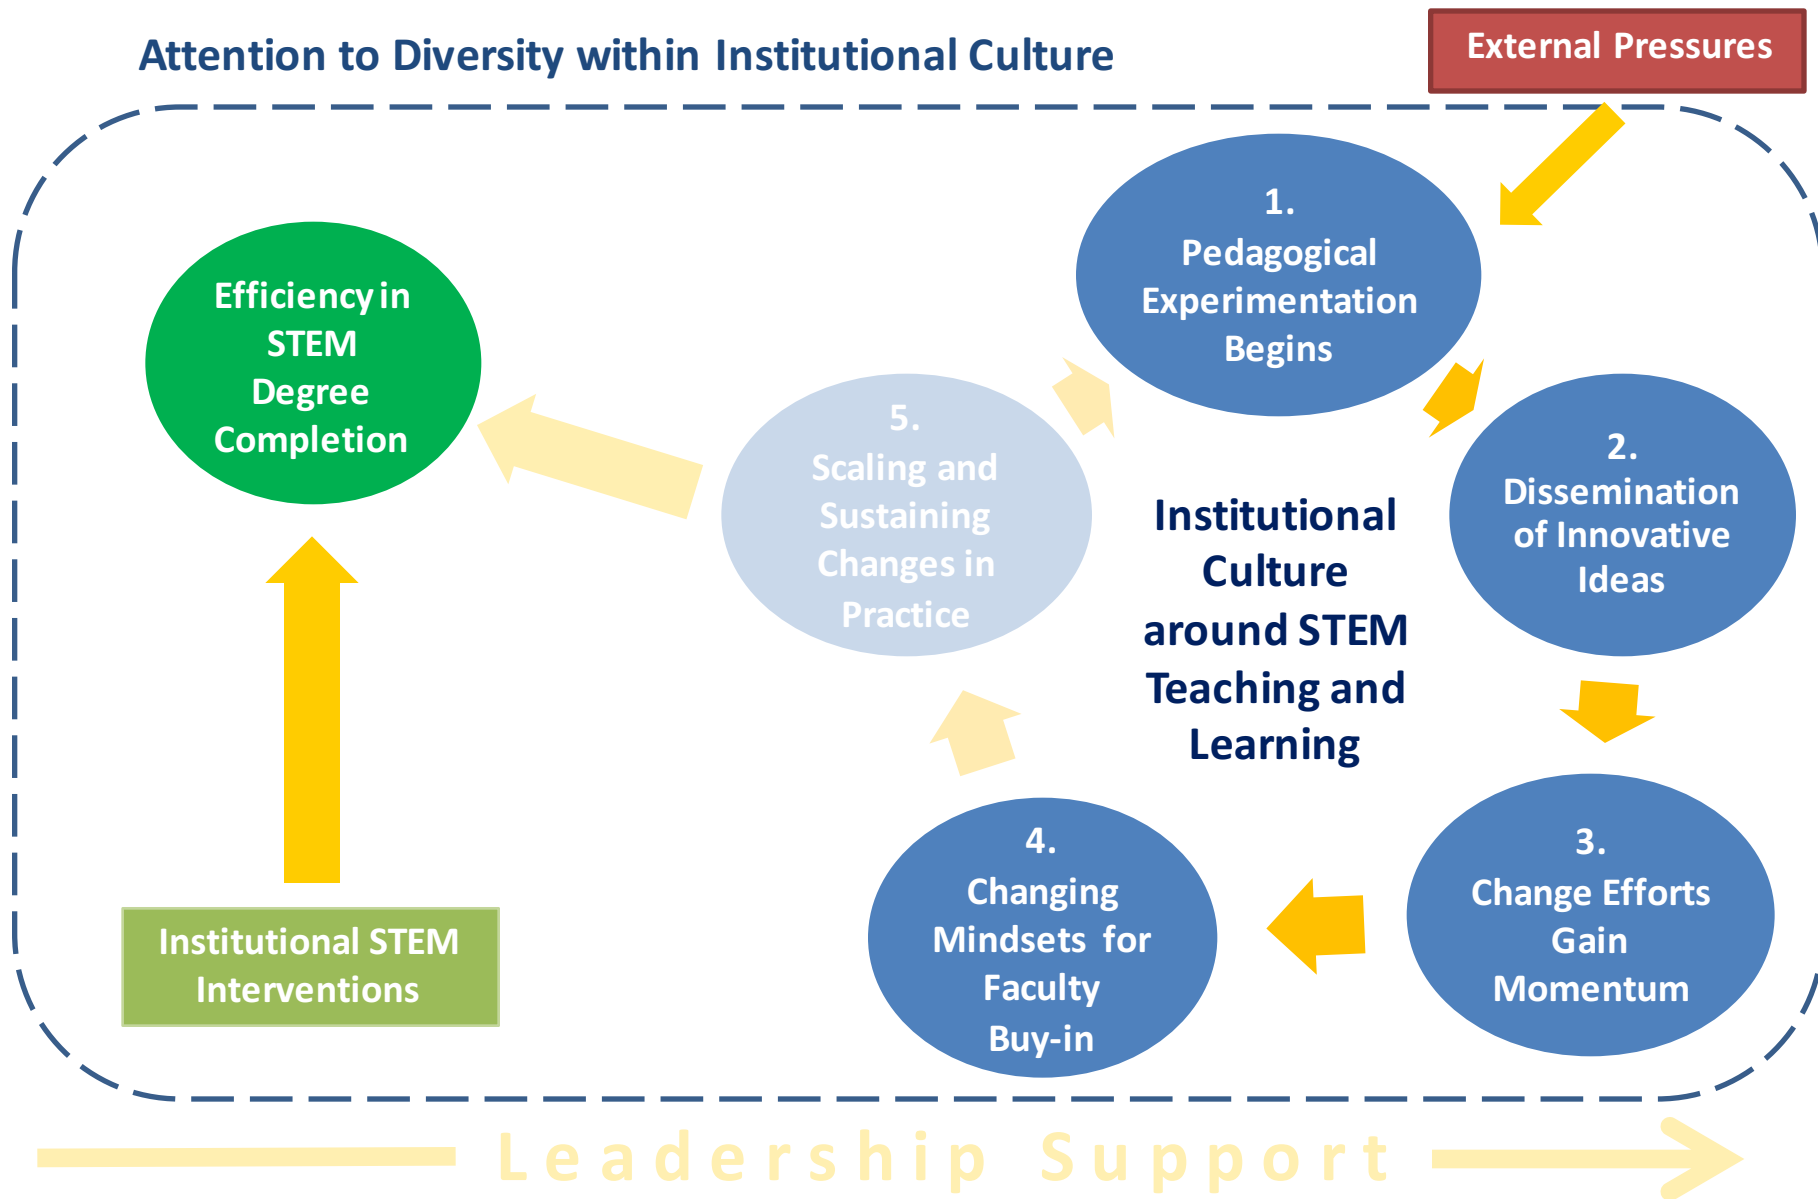 Attention to Diversity within Institutional Culture
External Pressures
1.
Pedagogical
Experimentation
Begins
2.
Dissemination
of Innovative
Ideas
3.
Change Efforts
Gain
Momentum
4.
Changing
Mindsets for
Faculty
Buy-in
5.
Scaling and
Sustaining
Changes in
Practice
Institutional
Culture
around STEM
Teaching and
Learning
Efficiency in
STEM
Degree
Completion
Institutional STEM
Interventions
Leadership Support